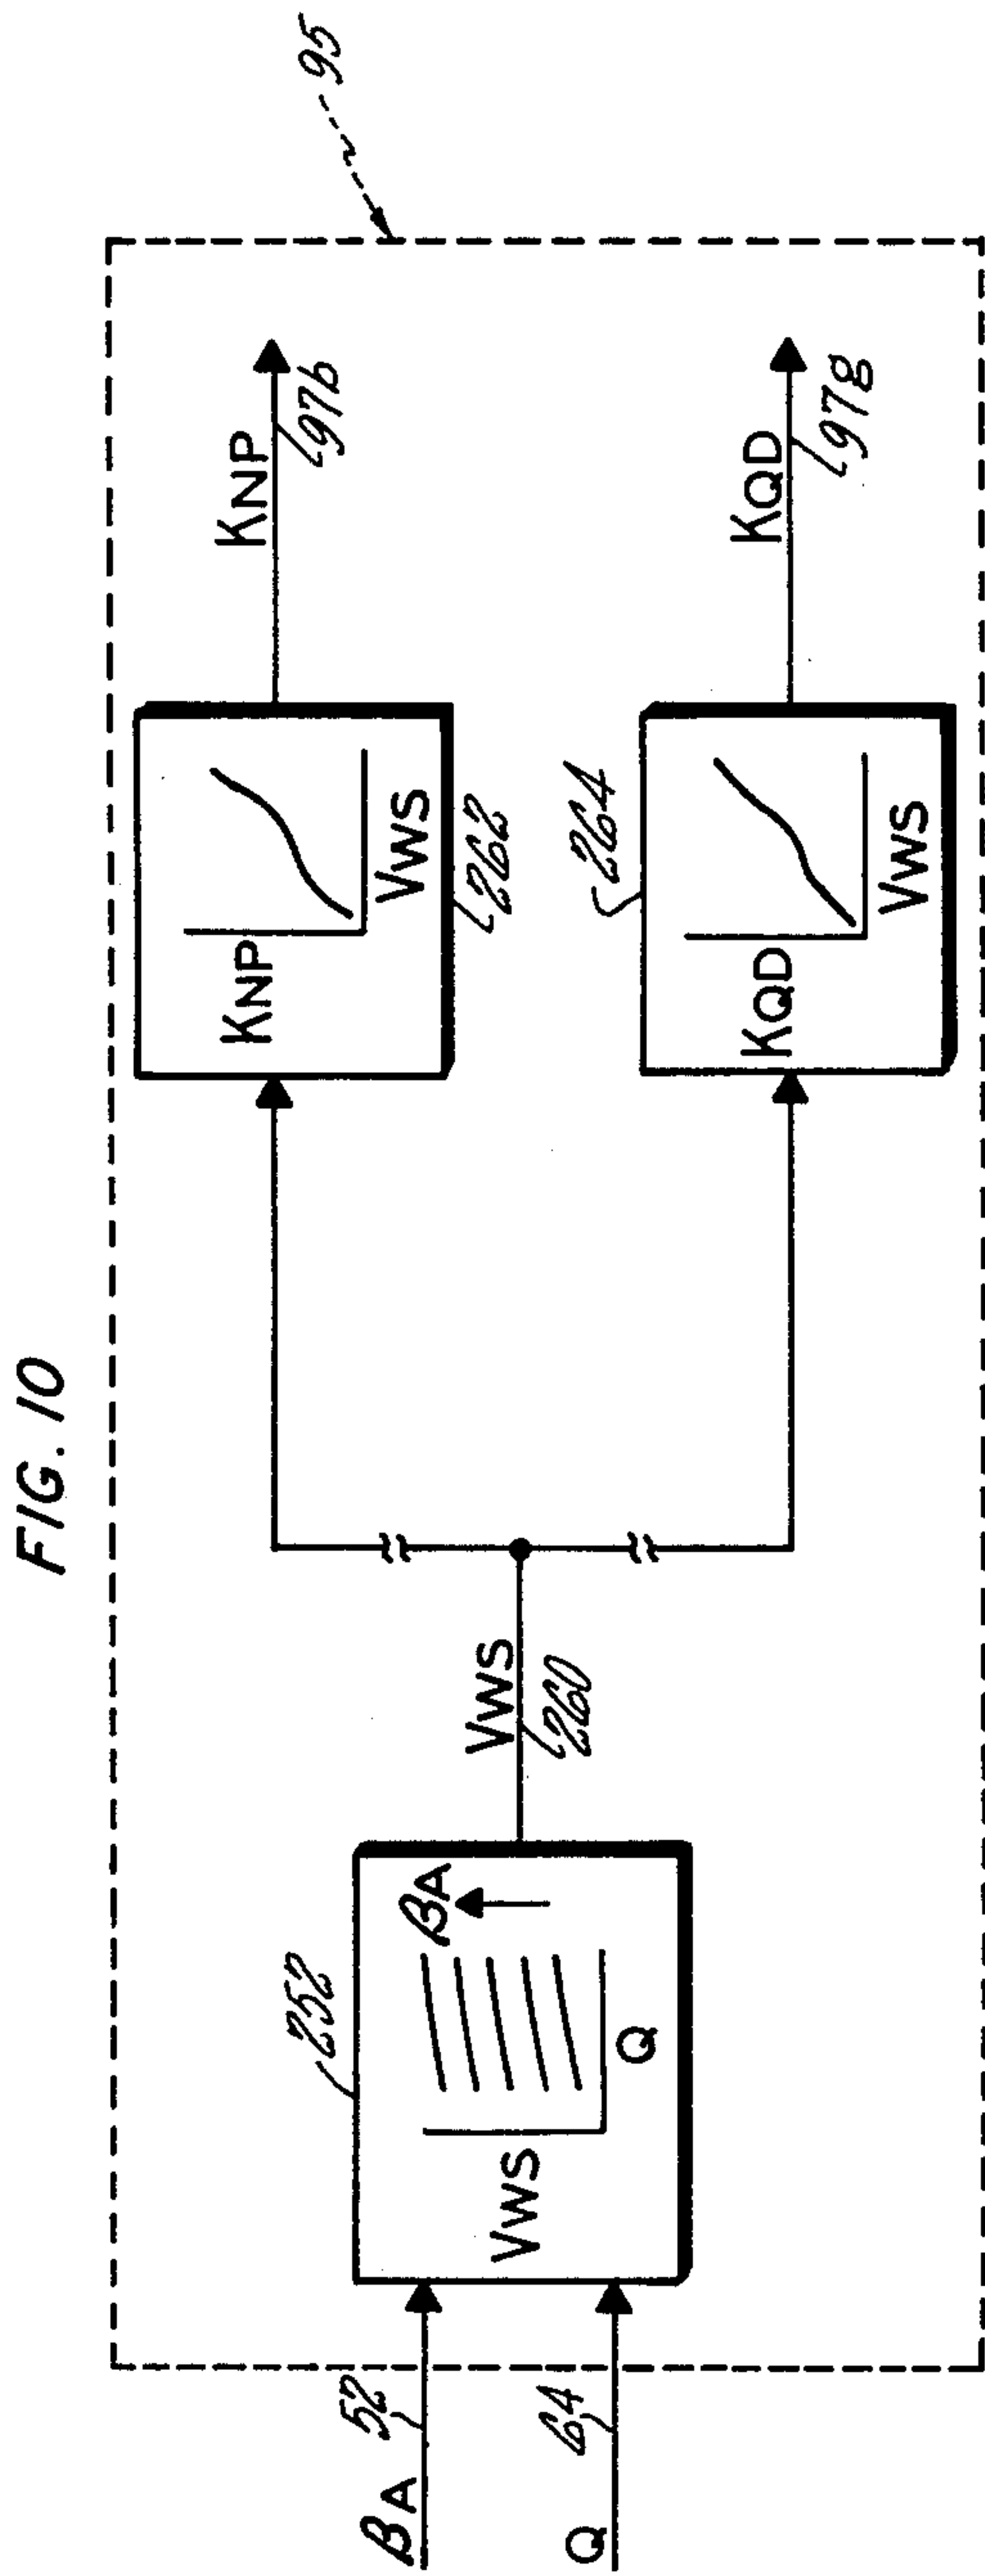 FIG. 10
95
βA
52
Q
64
252
VWS
βA
Q
VWS
260
KNP
VWS
262
KNP
97b
264
KQD
VWS
KQD
97g